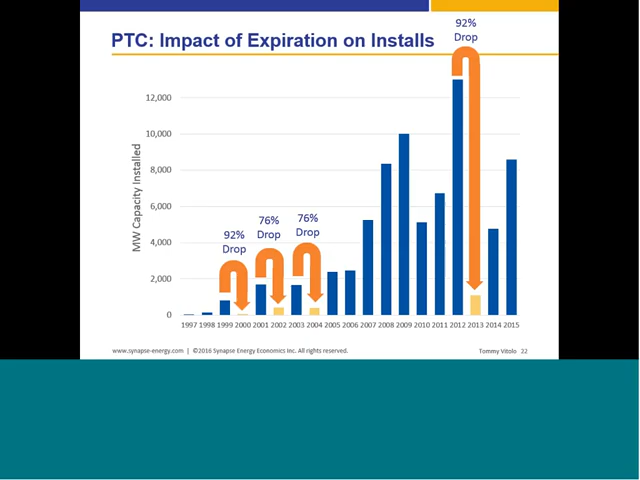 PTC: Impact of Expiration on Installs
92%
Drop
12,000
10,000
8,000
6,000
4,000
2,000
0
MW Capacity Installed
92%
Drop
76%
Drop
76%
Drop
1997 1998 1999 2000 2001 2002 2003 2004 2005 2006 2007 2008 2009 2010 2011 2012 2013 2014 2015
www.synapse-energy.com | ©2016 Synapse Energy Economics Inc. All rights reserved.
Tommy Vitolo 22